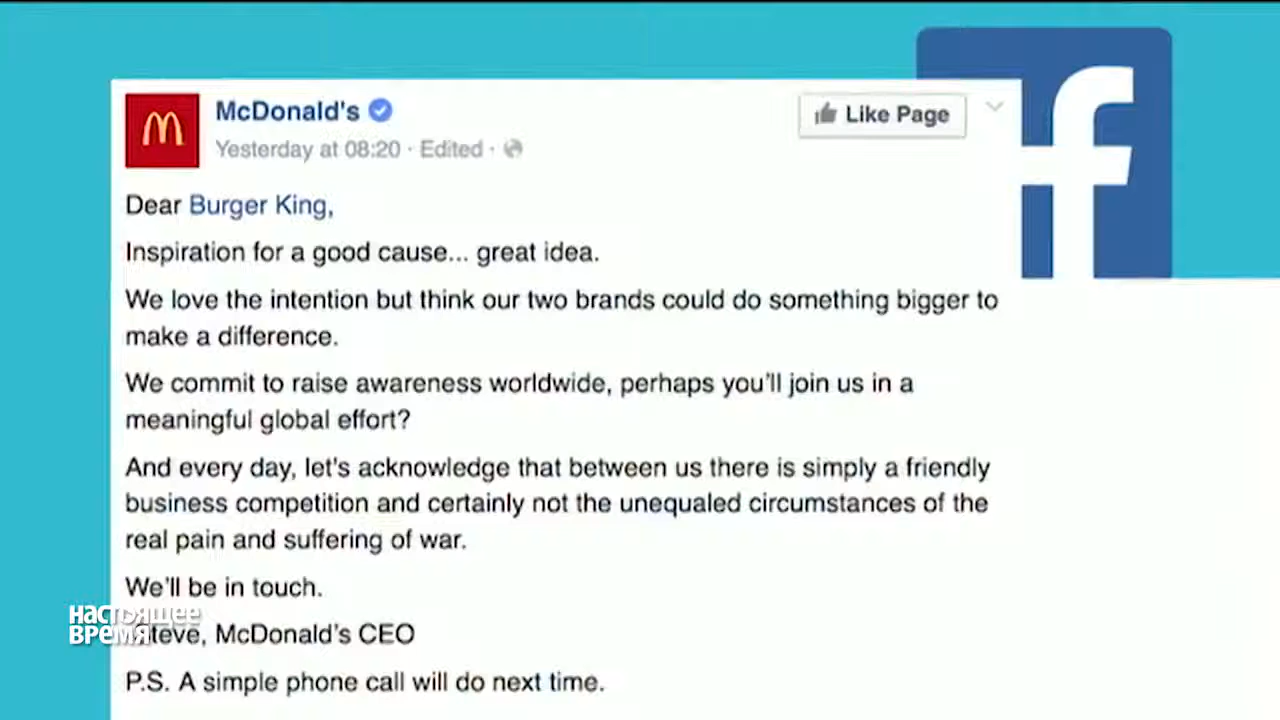 McDonald's
Like Page
Yesterday at 08:20 · Edited ·
Dear Burger King,
Inspiration for a good cause... great idea.
We love the intention but think our two brands could do something bigger to
make a difference.
We commit to raise awareness worldwide, perhaps you'll join us in a
meaningful global effort?
And every day, let's acknowledge that between us there is simply a friendly
business competition and certainly not the unequaled circumstances of the
real pain and suffering of war.
We'll be in touch.
Steve, McDonald's CEO
P.S. A simple phone call will do next time.
настоящее
время